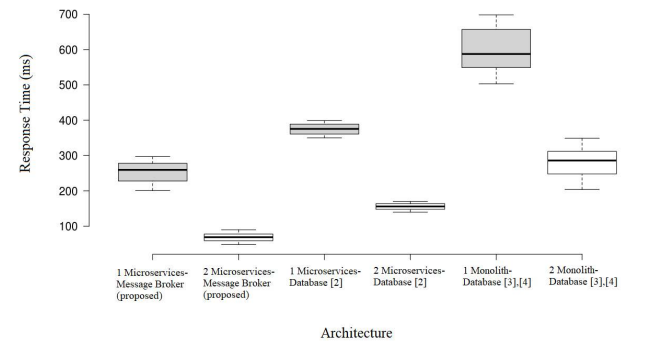 700
600
500
400
300
200
100
Response Time (ms)
1 Microservices-
Message Broker
(proposed)
2 Microservices-
Message Broker
(proposed)
1 Microservices-
Database [2]
2 Microservices-
Database [2]
1 Monolith-
Database [3],[4]
2 Monolith-
Database [3],[4]
Architecture